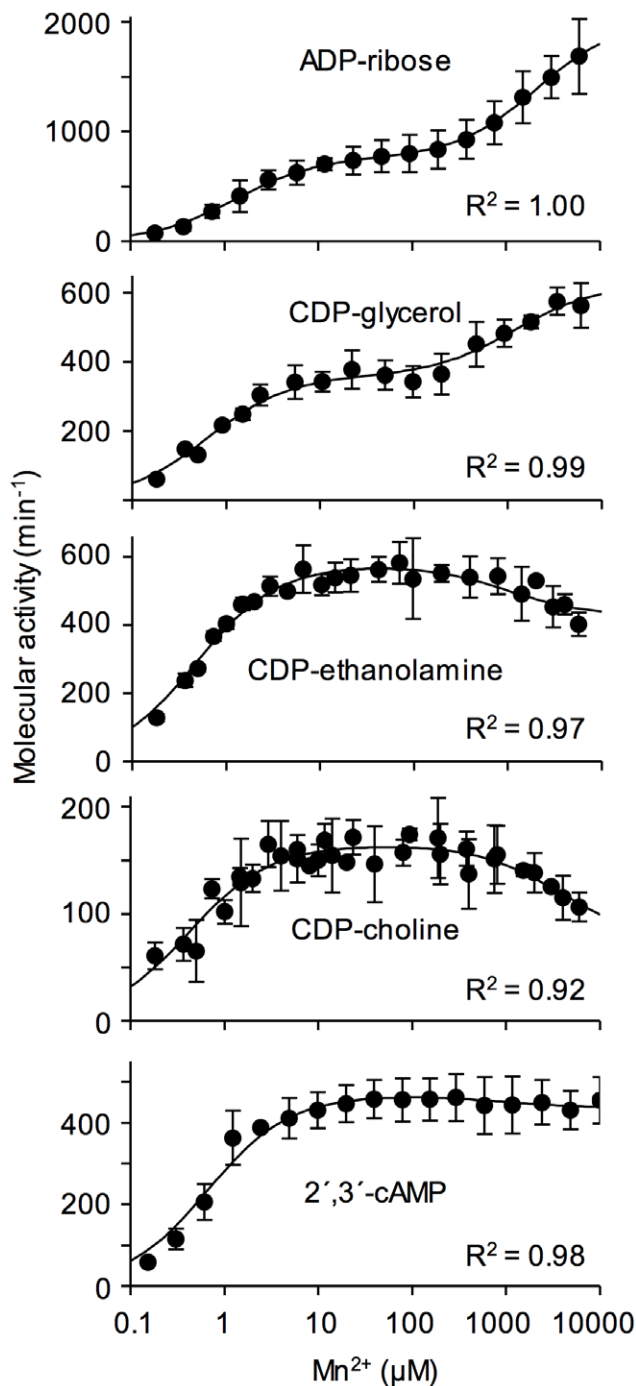 2000
ADP-ribose
1000
R² = 1.00
0
600
CDP-glycerol
400
200
R² = 0.99
Molecular activity (min⁻¹)
600
400
CDP-ethanolamine
200
R² = 0.97
0
200
100
CDP-choline
R² = 0.92
0
400
200
2´,3´-cAMP
R² = 0.98
0
0.1 1 10 100 1000 10000
Mn²⁺ (µM)